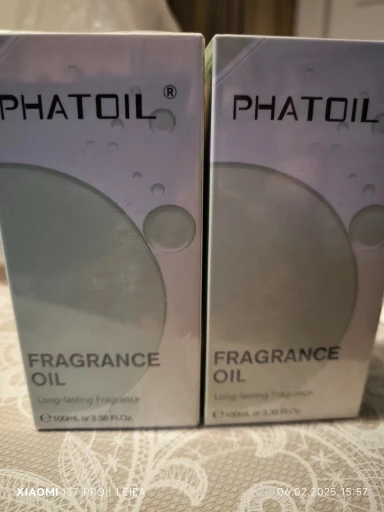 PHATOIL®
FRAGRANCE
OIL
Long-lasting Fragrance
℮100mL or 3.38 Fl.Oz.
PHATOIL
FRAGRANCE
OIL
Long-lasting Fragrance
℮100mL or 3.38 Fl.Oz.
XIAOMI 15T PRO | LEICA
06.02.2025 15:57